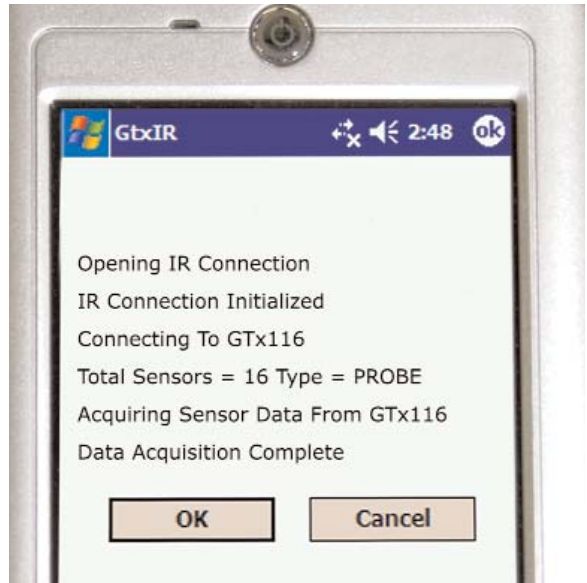 GtxIR 2:48 ok
Opening IR Connection
IR Connection Initialized
Connecting To GTx116
Total Sensors = 16 Type = PROBE
Acquiring Sensor Data From GTx116
Data Acquisition Complete
OK Cancel